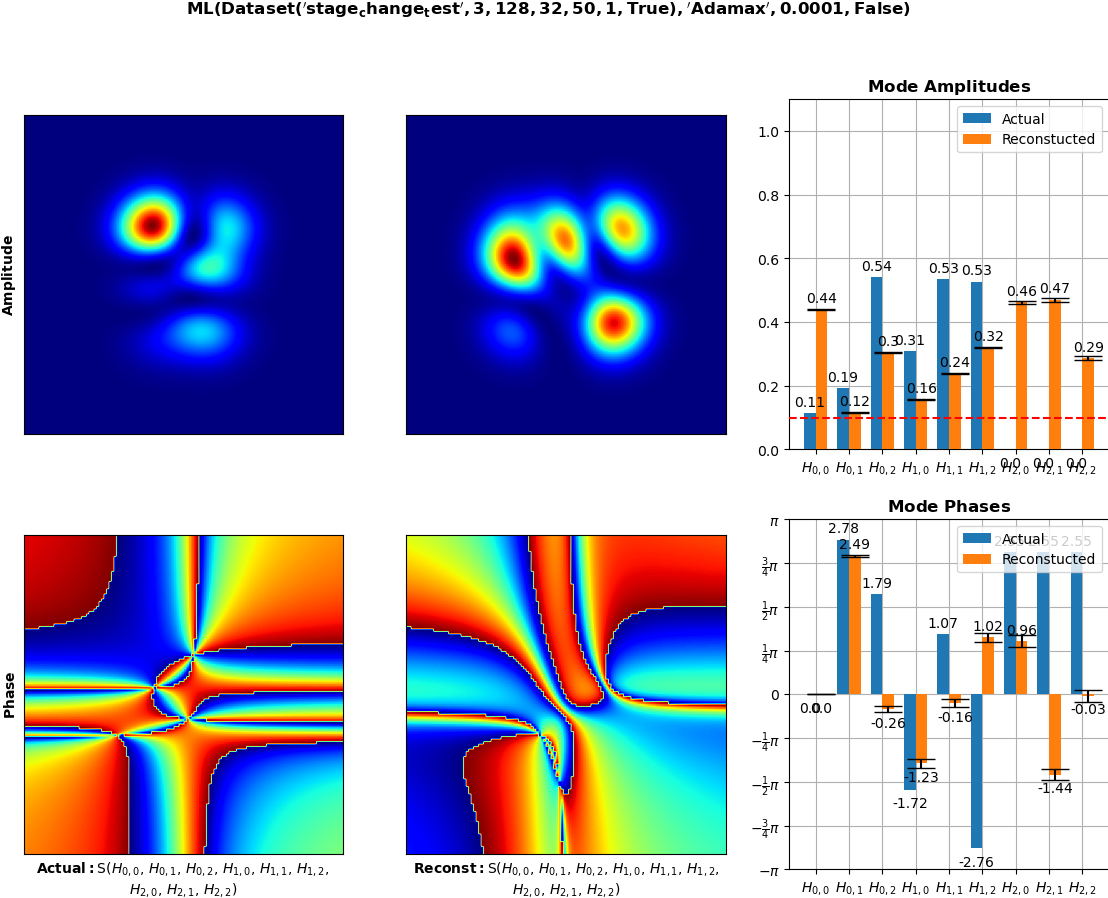 ML(Dataset('stage_change_test', 3, 128, 32, 50, 1, True), 'Adamax', 0.0001, False)
Mode Amplitudes
Actual
Reconstucted
1.0
0.8
0.6
0.4
0.2
0.0
0.11
0.44
0.19
0.12
0.54
0.3
0.31
0.16
0.53
0.24
0.53
0.32
0.0
0.46
0.0
0.47
0.0
0.29
H0,0 H0,1 H0,2 H1,0 H1,1 H1,2 H2,0 H2,1 H2,2
Amplitude
Mode Phases
Actual
Reconstucted
π
3/4π
1/2π
1/4π
0
−1/4π
−1/2π
−3/4π
−π
0.0
2.78
2.49
1.79
-0.26
-1.72
-1.23
1.07
-0.16
-2.76
1.02
0.96
-1.44
2.55
-0.03
H0,0 H0,1 H0,2 H1,0 H1,1 H1,2 H2,0 H2,1 H2,2
Phase
Actual: S(H0,0, H0,1, H0,2, H1,0, H1,1, H1,2,
H2,0, H2,1, H2,2)
Reconst: S(H0,0, H0,1, H0,2, H1,0, H1,1, H1,2,
H2,0, H2,1, H2,2)